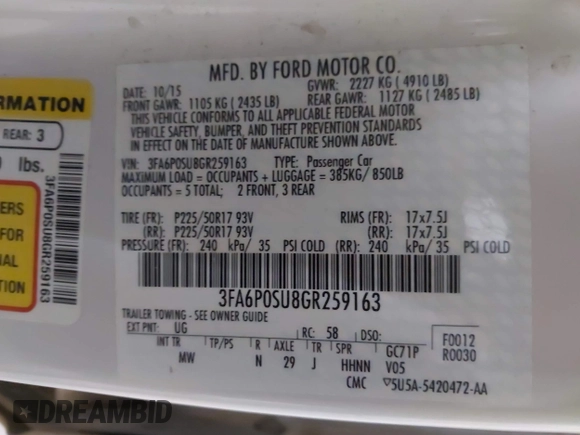 MFD. BY FORD MOTOR CO.
DATE: 10/15 GVWR: 2227 KG ( 4910 LB)
FRONT GAWR: 1105 KG ( 2435 LB) REAR GAWR: 1127 KG ( 2485 LB)
THIS VEHICLE CONFORMS TO ALL APPLICABLE FEDERAL MOTOR
VEHICLE SAFETY, BUMPER, AND THEFT PREVENTION STANDARDS
IN EFFECT ON THE DATE OF MANUFACTURE SHOWN ABOVE.
VIN: 3FA6P0SU8GR259163 TYPE: Passenger Car
MAXIMUM LOAD = OCCUPANTS + LUGGAGE = 385KG/ 850LB
OCCUPANTS = 5 TOTAL; 2 FRONT, 3 REAR
TIRE (FR): P225/50R17 93V RIMS (FR): 17x7.5J
(RR): P225/50R17 93V (RR): 17x7.5J
PRESSURE (FR): 240 kPa/ 35 PSI COLD (RR): 240 kPa/ 35 PSI COLD
3FA6P0SU8GR259163
TRAILER TOWING - SEE OWNER GUIDE
EXT PNT: UG RC: 58 DSO: F0012
R0030
INT TR TP/PS R AXLE TR SPR GC71P
MW N 29 J HHNN V05
CMC ▽5U5A-5420472-AA
ORMATION
REAR: 3
lbs.
ERS
FOR
NAL
ON
3FA6P0SU8GR259163
DREAMBID